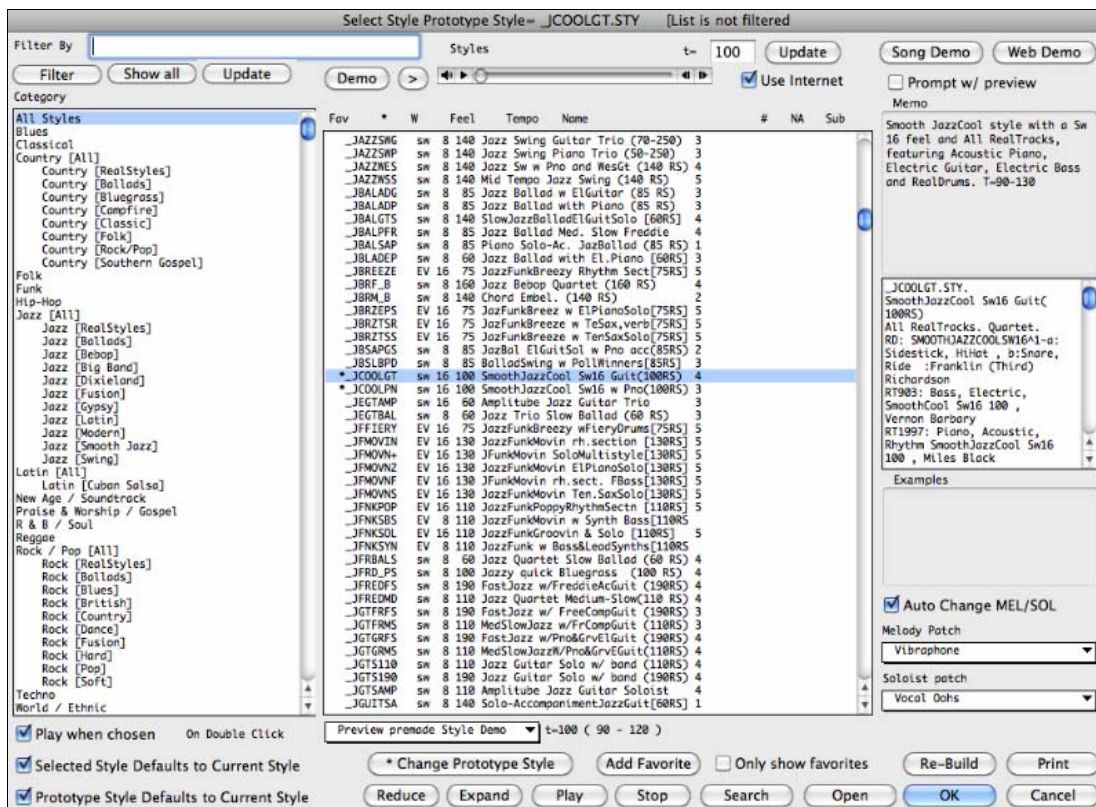 Select Style Prototype Style= _JCOOLGT.STY [List is not filtered
Filter By
Styles
t= 100 Update
Song Demo Web Demo
Filter Show all Update
Demo >
Use Internet
Prompt w/ preview
Category
Memo
All Styles
Blues
Classical
Country [All]
Country [RealStyles]
Country [Ballads]
Country [Bluegrass]
Country [Campfire]
Country [Classic]
Country [Folk]
Country [Rock/Pop]
Country [Southern Gospel]
Folk
Funk
Hip-Hop
Jazz [All]
Jazz [RealStyles]
Jazz [Ballads]
Jazz [Bebop]
Jazz [Big Band]
Jazz [Dixieland]
Jazz [Fusion]
Jazz [Gypsy]
Jazz [Latin]
Jazz [Modern]
Jazz [Smooth Jazz]
Jazz [Swing]
Latin [All]
Latin [Cuban Salsa]
New Age / Soundtrack
Praise & Worship / Gospel
R & B / Soul
Reggae
Rock / Pop [All]
Rock [RealStyles]
Rock [Ballads]
Rock [Blues]
Rock [British]
Rock [Country]
Rock [Dance]
Rock [Fusion]
Rock [Hard]
Rock [Pop]
Rock [Soft]
Techno
World / Ethnic
Fav * W Feel Tempo Name # NA Sub
_JAZZSWG sw 8 140 Jazz Swing Guitar Trio (70-250) 3
_JAZZSWP sw 8 140 Jazz Swing Piano Trio (50-250) 3
_JAZZWES sw 8 140 Jazz Sw w Pno and WesGt (140 RS) 4
_JAZZWSS sw 8 140 Mid Tempo Jazz Swing (140 RS) 5
_JBALADG sw 8 85 Jazz Ballad w ElGuitar (85 RS) 3
_JBALADP sw 8 85 Jazz Ballad with Piano (85 RS) 3
_JBALGTS sw 8 140 SlowJazzBalladElGuitSolo [60RS] 4
_JBALPFR sw 8 85 Jazz Ballad Med. Slow Freddie 4
_JBALSAP sw 8 85 Piano Solo-Ac. JazBallad (85 RS) 1
_JBLADEP sw 8 60 Jazz Ballad with El.Piano [60RS] 3
_JBREEZE EV 16 75 JazzFunkBreezy Rhythm Sect[75RS] 5
_JBRF_B sw 8 160 Jazz Bebop Quartet (160 RS) 4
_JBRM_B sw 8 140 Chord Embel. (140 RS) 2
_JBRZEPS EV 16 75 JazFunkBreez w ElPianoSolo[75RS] 5
_JBRZTSR EV 16 75 JazFunkBreeze w TeSax,verb[75RS] 5
_JBRZTSS EV 16 75 JazFunkBreeze w TenSaxSolo[75RS] 5
_JBSAPGS sw 8 85 JazBal ElGuitSol w Pno acc(85RS) 2
_JBSLBPD sw 8 85 BalladSwing w PollWinners[85RS] 3
*_JCOOLGT sw 16 100 SmoothJazzCool Sw16 Guit(100RS) 4
*_JCOOLPN sw 16 100 SmoothJazzCool Sw16 w Pno(100RS) 3
_JEGTAMP sw 16 60 Amplitube Jazz Guitar Trio 3
_JEGTBAL sw 8 60 Jazz Trio Slow Ballad (60 RS) 3
_JFFIERY EV 16 75 JazzFunkBreezy wFieryDrums[75RS] 5
_JFMOVIN EV 16 130 JazzFunkMovin rh.section [130RS] 5
_JFMOVN+ EV 16 130 JFunkMovin SoloMultistyle[130RS] 5
_JFMOVN2 EV 16 130 JazzFunkMovin ElPianoSolo[130RS] 5
_JFMOVNF EV 16 130 JFunkMovin rh.sect. FBass[130RS] 5
_JFMOVNS EV 16 130 JazzFunkMovin Ten.SaxSolo[130RS] 5
_JFNKPOP EV 16 110 JazzFunkPoppyRhythmSectn [110RS] 5
_JFNKSBS EV 8 110 JazzFunkMovin w Synth Bass[110RS
_JFNKSOL EV 16 110 JazzFunkGroovin & Solo [110RS] 5
_JFNKSYN EV 8 110 JazzFunk w Bass&LeadSynths[110RS
_JFRBALS sw 8 60 Jazz Quartet Slow Ballad (60 RS) 4
_JFRD_PS sw 8 100 Jazzy quick Bluegrass (100 RS) 4
_JFREDFS sw 8 190 FastJazz w/FreddieAcGuit (190RS) 4
_JFREDMD sw 8 110 Jazz Quartet Medium-Slow(110 RS) 4
_JGTFRFS sw 8 190 FastJazz w/ FreeCompGuit (190RS) 3
_JGTFRMS sw 8 110 MedSlowJazz w/FrCompGuit (110RS) 3
_JGTGRFS sw 8 190 FastJazz w/Pno&GrvElGuit (190RS) 4
_JGTGRMS sw 8 110 MedSlowJazzW/Pno&GrvEGuit(110RS) 4
_JGTS110 sw 8 110 Jazz Guitar Solo w/ band (110RS) 4
_JGTS190 sw 8 190 Jazz Guitar Solo w/ band (190RS) 4
_JGTSAMP sw 8 110 Amplitube Jazz Guitar Soloist 4
_JGUITSA sw 8 140 Solo-AccompanimentJazzGuit[60RS] 1
Smooth JazzCool style with a Sw
16 feel and All RealTracks,
featuring Acoustic Piano,
Electric Guitar, Electric Bass
and RealDrums. T=90-130
_JCOOLGT.STY.
SmoothJazzCool Sw16 Guit(
100RS)
All RealTracks. Quartet.
RD: SMOOTHJAZZCOOLSW16^1-a:
Sidestick, HiHat , b:Snare,
Ride :Franklin (Third)
Richardson
RT903: Bass, Electric,
SmoothCool Sw16 100 ,
Vernon Barbary
RT1997: Piano, Acoustic,
Rhythm SmoothJazzCool Sw16
100 , Miles Black
Examples
Auto Change MEL/SOL
Melody Patch
Vibraphone
Soloist patch
Vocal Oohs
Play when chosen On Double Click
Preview premade Style Demo t=100 ( 90 - 120 )
Selected Style Defaults to Current Style
* Change Prototype Style Add Favorite Only show favorites Re-Build Print
Prototype Style Defaults to Current Style
Reduce Expand Play Stop Search Open OK Cancel